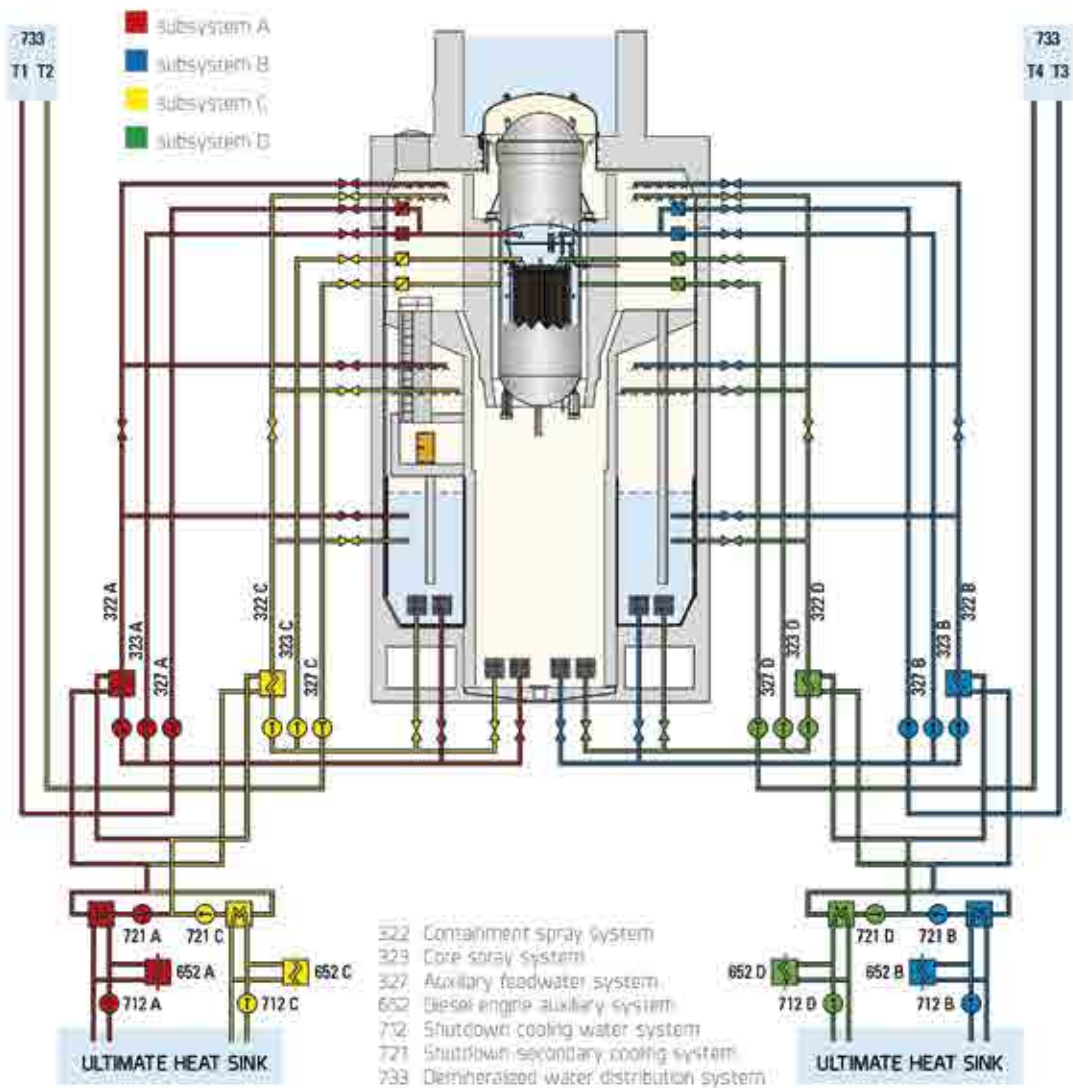 733
T1 T2
subsystem A
subsystem B
subsystem C
subsystem D
733
T4 T3
322 A
323 A
327 A
322 C
323 C
327 C
327 D
323 D
322 D
327 B
323 B
322 B
721 A
721 C
652 A
652 C
712 A
712 C
ULTIMATE HEAT SINK
322 Containment spray system
323 Core spray system
327 Auxiliary feedwater system
652 Diesel engine auxiliary system
712 Shutdown cooling water system
721 Shutdown secondary cooling system
733 Demineralized water distribution system
721 D
721 B
652 D
652 B
712 D
712 B
ULTIMATE HEAT SINK